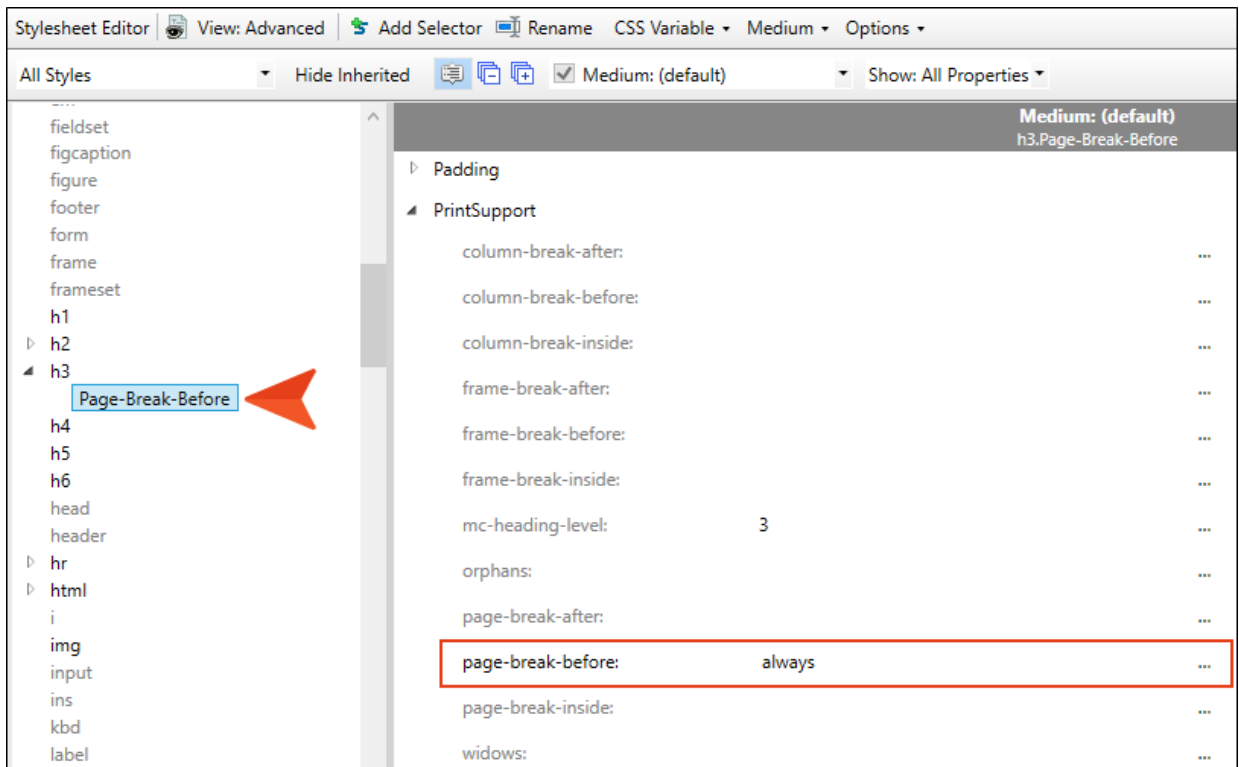 Stylesheet Editor View: Advanced Add Selector Rename CSS Variable Medium Options
All Styles Hide Inherited Medium: (default) Show: All Properties
fieldset
figcaption
figure
footer
form
frame
frameset
h1
h2
h3
Page-Break-Before
h4
h5
h6
head
header
hr
html
i
img
input
ins
kbd
label
Medium: (default)
h3.Page-Break-Before
Padding
PrintSupport
column-break-after: ...
column-break-before: ...
column-break-inside: ...
frame-break-after: ...
frame-break-before: ...
frame-break-inside: ...
mc-heading-level: 3 ...
orphans: ...
page-break-after: ...
page-break-before: always ...
page-break-inside: ...
widows: ...